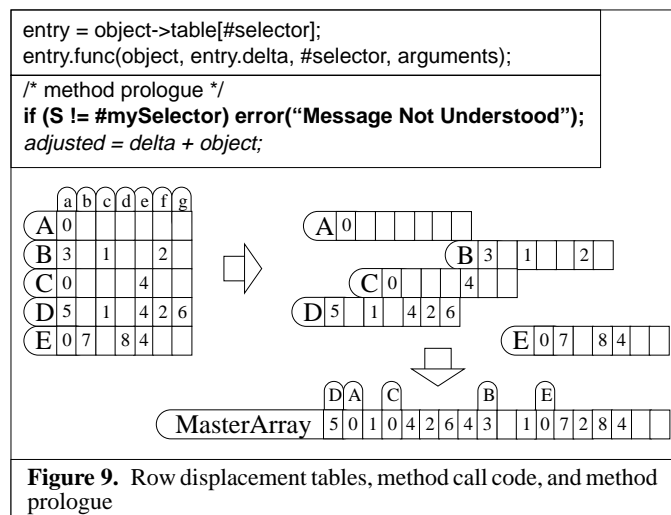 entry = object->table[#selector];
entry.func(object, entry.delta, #selector, arguments);
/* method prologue */
if (S != #mySelector) error(“Message Not Understood”);
adjusted = delta + object;
a b c d e f g
A 0
B 3 1 2
C 0 4
D 5 1 4 2 6
E 0 7 8 4
A 0
B 3 1 2
C 0 4
D 5 1 4 2 6
E 0 7 8 4
D A C B E
MasterArray 5 0 1 0 4 2 6 4 3 1 0 7 2 8 4
Figure 9. Row displacement tables, method call code, and method
prologue